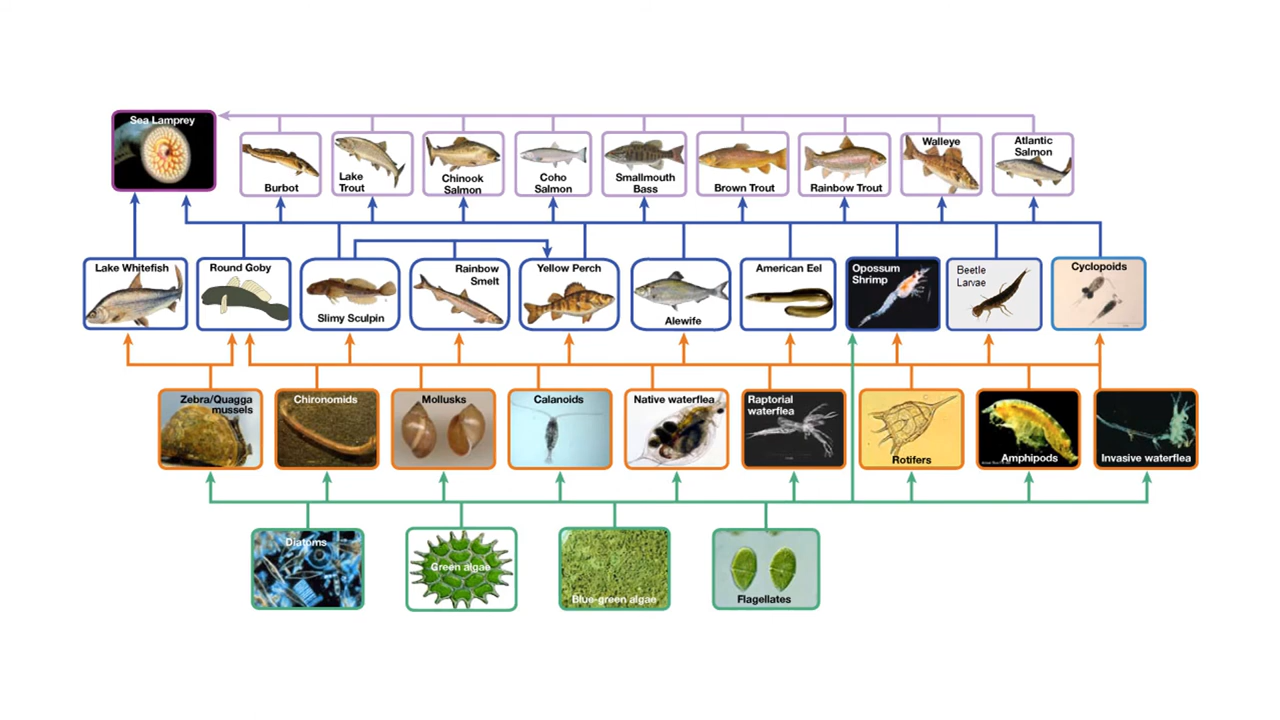 Sea Lamprey
Burbot
Lake
Trout
Chinook
Salmon
Coho
Salmon
Smallmouth
Bass
Brown Trout
Rainbow Trout
Walleye
Atlantic
Salmon
Lake Whitefish
Round Goby
Slimy Sculpin
Rainbow
Smelt
Yellow Perch
Alewife
American Eel
Opossum
Shrimp
Beetle
Larvae
Cyclopoids
Zebra/Quagga
mussels
Chironomids
Mollusks
Calanoids
Native waterflea
Raptorial
waterflea
Rotifers
Amphipods
Invasive waterflea
Diatoms
Green algae
Blue-green algae
Flagellates